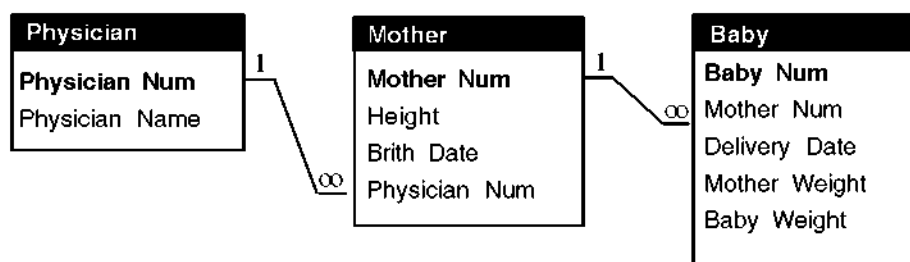 Physician
Physician Num
Physician Name
1
∞
Mother
Mother Num
Height
Brith Date
Physician Num
1
∞
Baby
Baby Num
Mother Num
Delivery Date
Mother Weight
Baby Weight